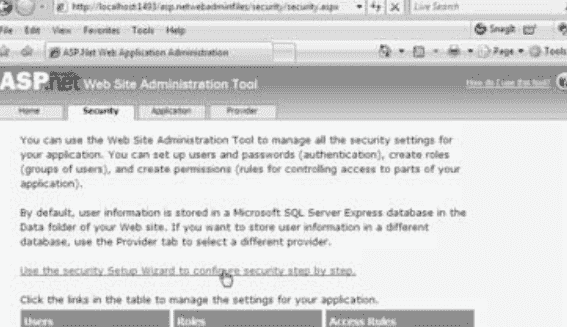 http://localhost:1493/asp.netwebadminfiles/security/security.aspx
Live Search
File Edit View Favorites Tools Help
SnagIt
ASP.Net Web Application Administration
Page Tools
ASP.net Web Site Administration Tool
How do I use this tool?
Home Security Application Provider
You can use the Web Site Administration Tool to manage all the security settings for
your application. You can set up users and passwords (authentication), create roles
(groups of users), and create permissions (rules for controlling access to parts of your
application).
By default, user information is stored in a Microsoft SQL Server Express database in the
Data folder of your Web site. If you want to store user information in a different
database, use the Provider tab to select a different provider.
Use the security Setup Wizard to configure security step by step.
Click the links in the table to manage the settings for your application.
Users Roles Access Rules